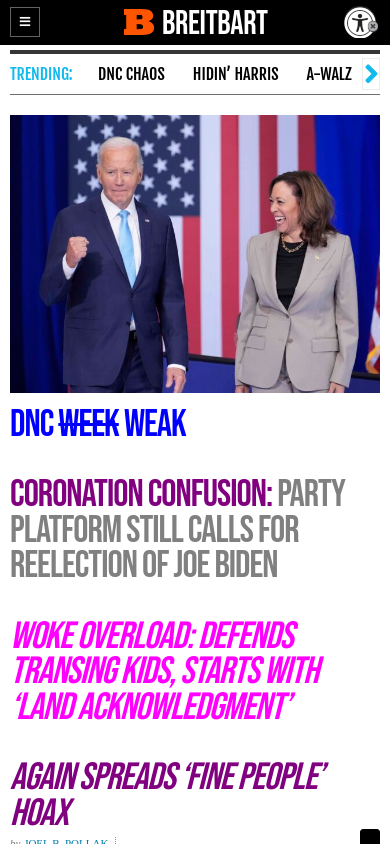 BREITBART
TRENDING: DNC CHAOS HIDIN’ HARRIS A-WALZ
DNC WEEK WEAK
CORONATION CONFUSION: PARTY
PLATFORM STILL CALLS FOR
REELECTION OF JOE BIDEN
WOKE OVERLOAD: DEFENDS
TRANSING KIDS, STARTS WITH
‘LAND ACKNOWLEDGMENT’
AGAIN SPREADS ‘FINE PEOPLE’
HOAX
by JOEL B. POLLAK